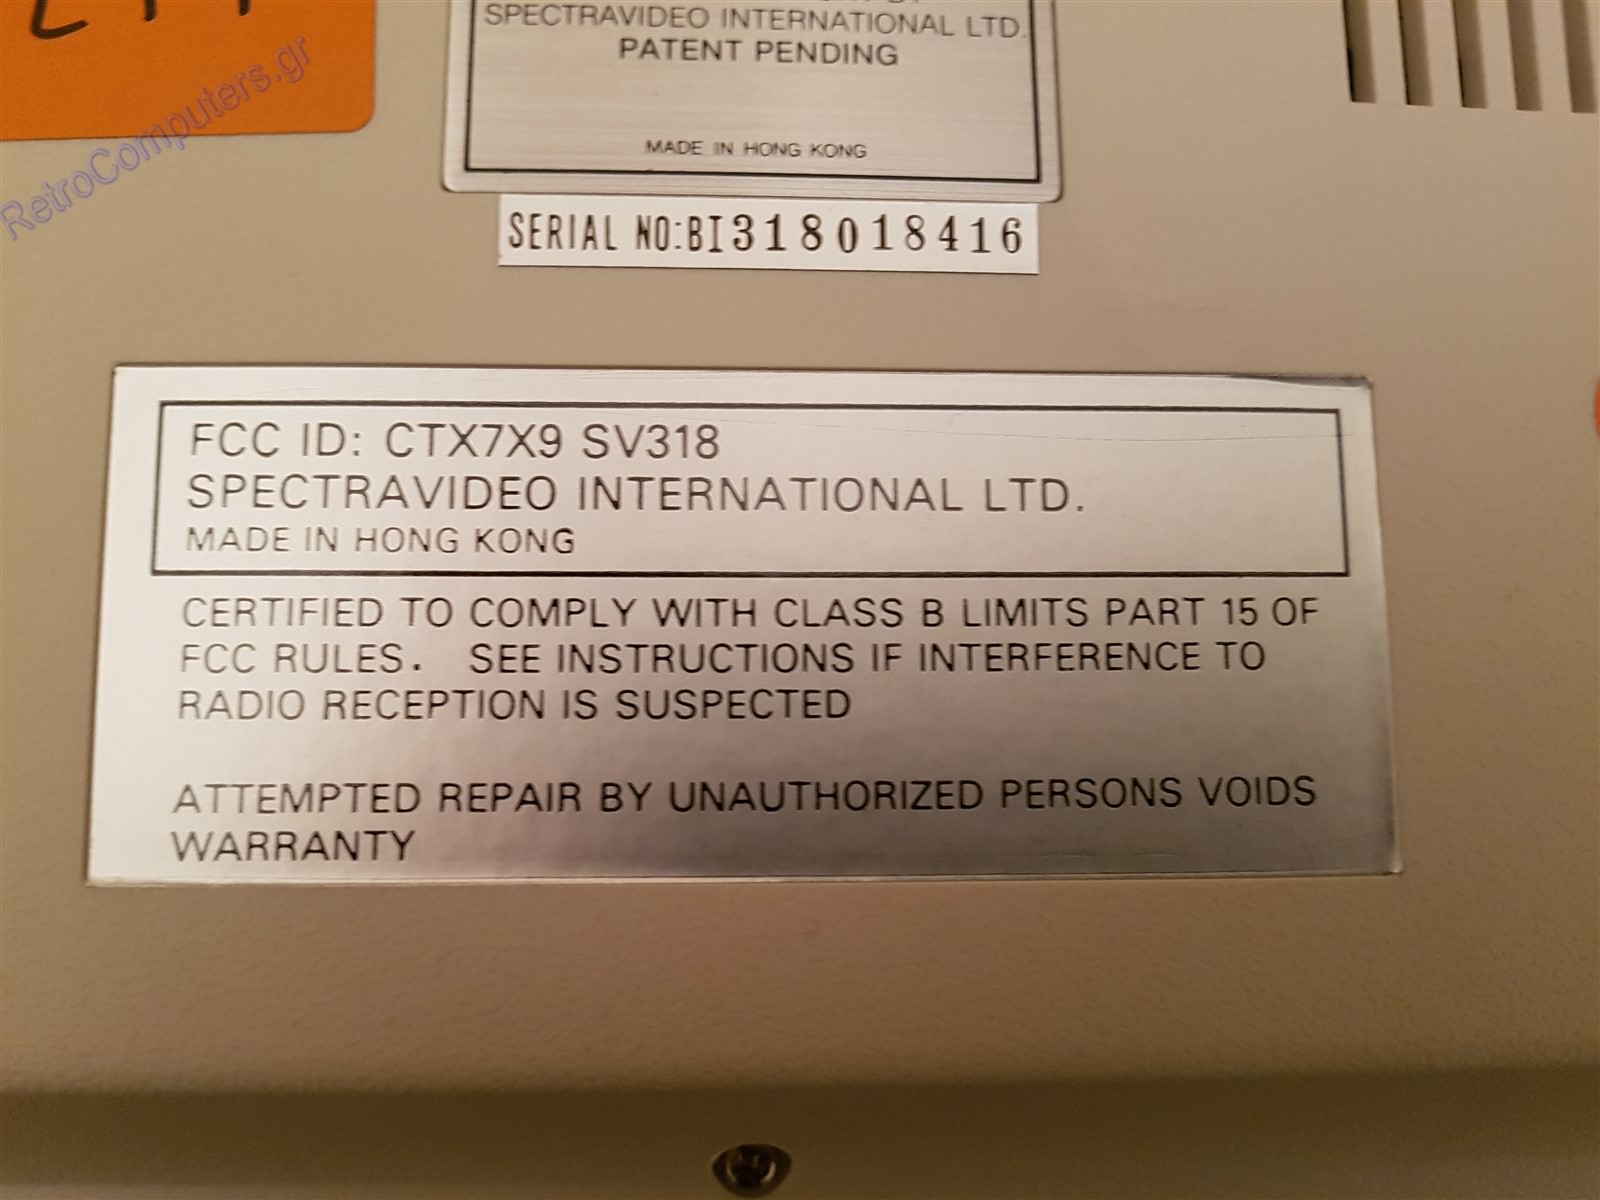 SPECTRAVIDEO INTERNATIONAL LTD.
PATENT PENDING
MADE IN HONG KONG
RetroComputers.gr
SERIAL NO:BI318018416
FCC ID: CTX7X9 SV318
SPECTRAVIDEO INTERNATIONAL LTD.
MADE IN HONG KONG
CERTIFIED TO COMPLY WITH CLASS B LIMITS PART 15 OF
FCC RULES. SEE INSTRUCTIONS IF INTERFERENCE TO
RADIO RECEPTION IS SUSPECTED
ATTEMPTED REPAIR BY UNAUTHORIZED PERSONS VOIDS
WARRANTY